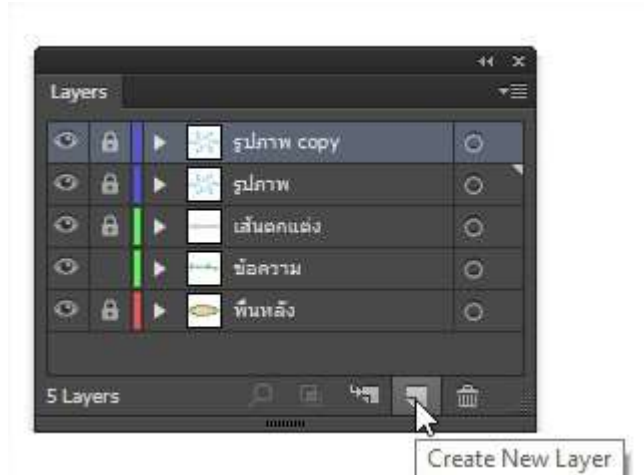 Layers
รูปภาพ copy
รูปภาพ
เส้นตกแต่ง
ข้อความ
พื้นหลัง
5 Layers
Create New Layer